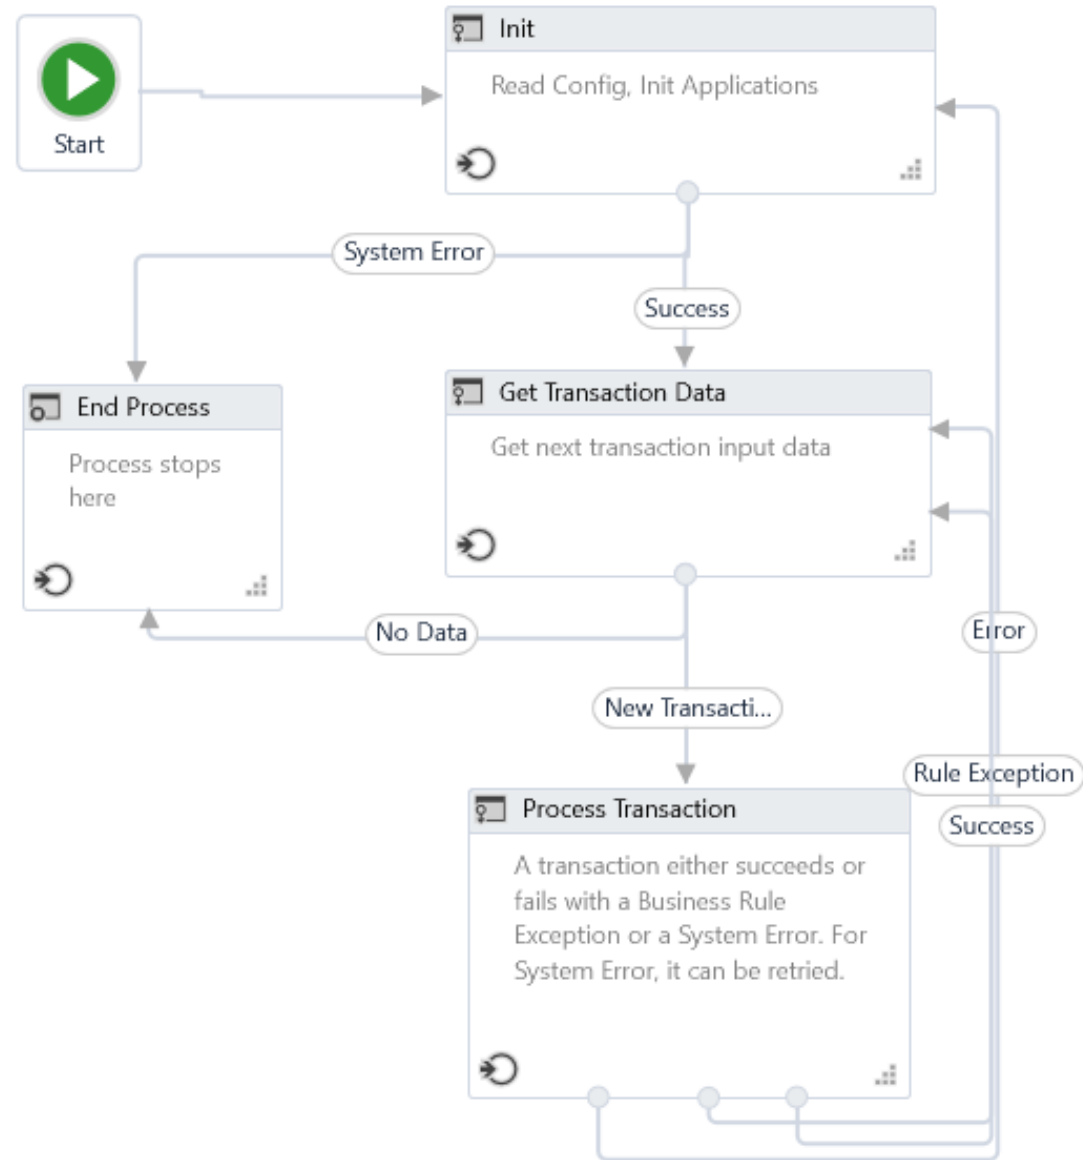 Init
Read Config, Init Applications
Start
System Error
Success
End Process
Process stops
here
Get Transaction Data
Get next transaction input data
No Data
Error
New Transacti...
Rule Exception
Success
Process Transaction
A transaction either succeeds or
fails with a Business Rule
Exception or a System Error. For
System Error, it can be retried.